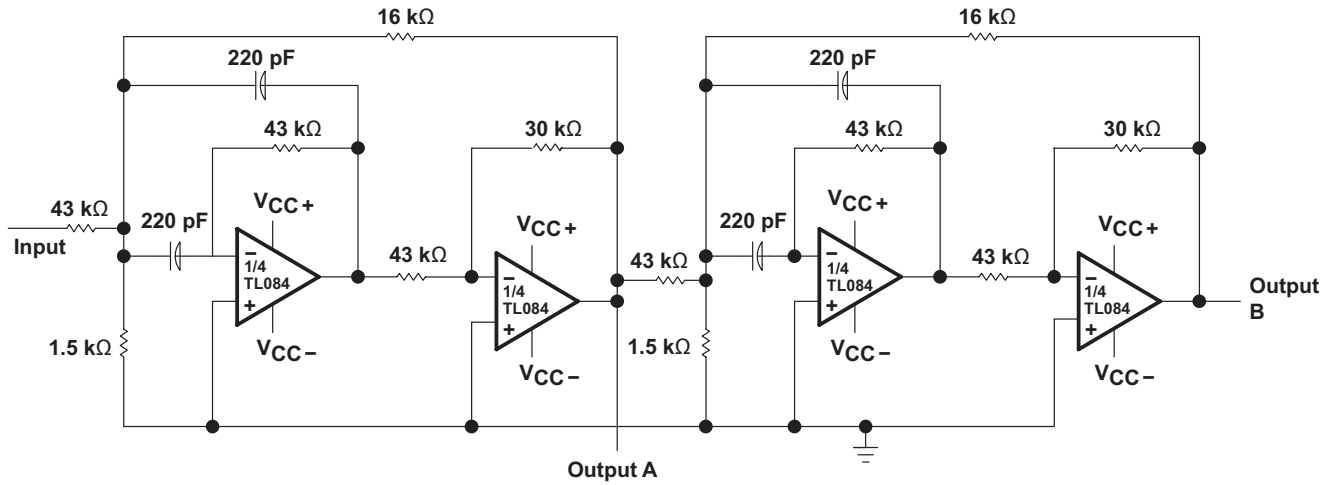 16 kΩ
16 kΩ
220 pF
220 pF
43 kΩ
30 kΩ
43 kΩ
30 kΩ
43 kΩ
Input
220 pF
VCC+
−
1/4
TL084
+
VCC−
1.5 kΩ
43 kΩ
VCC+
−
1/4
TL084
+
VCC−
Output A
43 kΩ
220 pF
VCC+
−
1/4
TL084
+
VCC−
1.5 kΩ
43 kΩ
VCC+
−
1/4
TL084
+
VCC−
Output
B